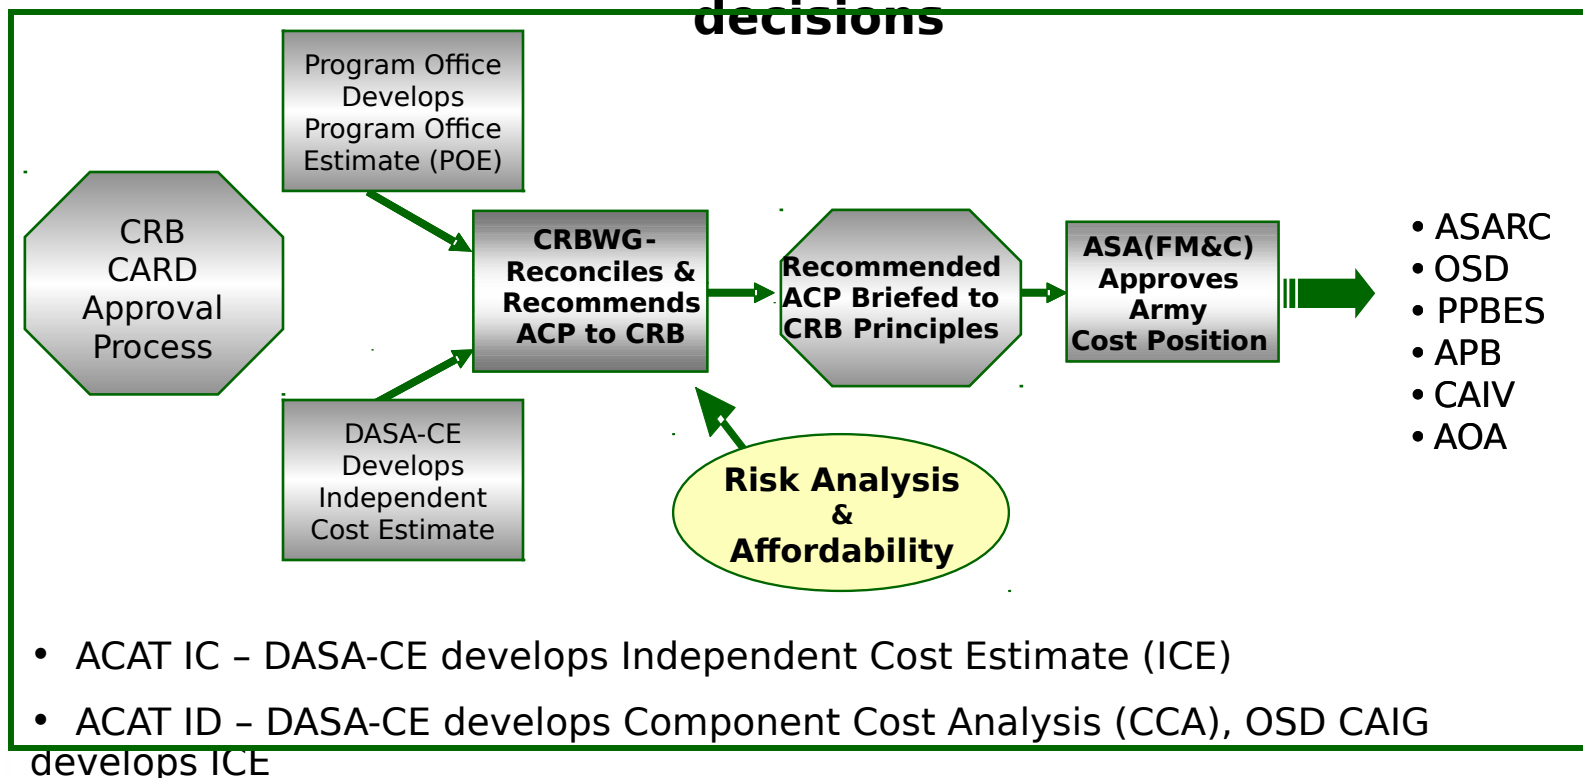 decisions
Program Office
Develops
Program Office
Estimate (POE)
CRB
CARD
Approval
Process
CRBWG-
Reconciles &
Recommends
ACP to CRB
Recommended
ACP Briefed to
CRB Principles
ASA(FM&C)
Approves
Army
Cost Position
• ASARC
• OSD
• PPBES
• APB
• CAIV
• AOA
DASA-CE
Develops
Independent
Cost Estimate
Risk Analysis
&
Affordability
• ACAT IC – DASA-CE develops Independent Cost Estimate (ICE)
• ACAT ID – DASA-CE develops Component Cost Analysis (CCA), OSD CAIG
develops ICE